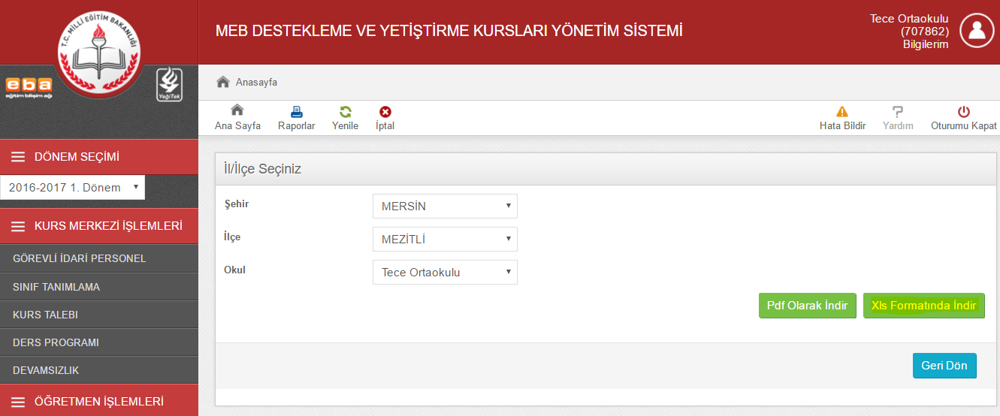 T.C. MİLLİ EĞİTİM BAKANLIĞI
eba
eğitim bilişim ağı
YeğiTek
MEB DESTEKLEME VE YETİŞTİRME KURSLARI YÖNETİM SİSTEMİ
Tece Ortaokulu
(707862)
Bilgilerim
Anasayfa
Ana Sayfa
Raporlar
Yenile
İptal
Hata Bildir
Yardım
Oturumu Kapat
DÖNEM SEÇİMİ
2016-2017 1. Dönem
KURS MERKEZİ İŞLEMLERİ
GÖREVLİ İDARİ PERSONEL
SINIF TANIMLAMA
KURS TALEBI
DERS PROGRAMI
DEVAMSIZLIK
ÖĞRETMEN İŞLEMLERİ
İl/İlçe Seçiniz
Şehir
MERSİN
İlçe
MEZİTLİ
Okul
Tece Ortaokulu
Pdf Olarak İndir
Xls Formatında İndir
Geri Dön